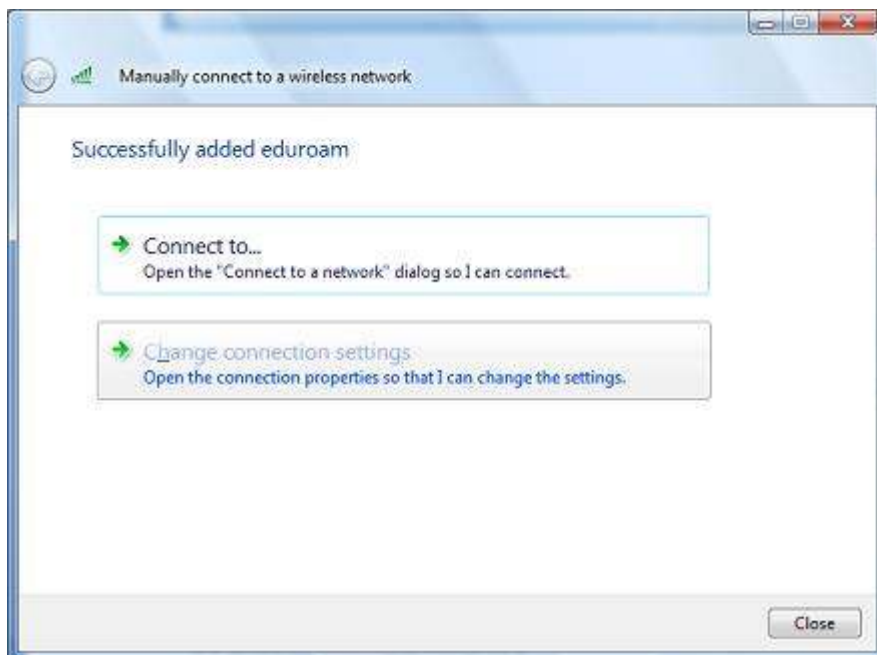 Manually connect to a wireless network
Successfully added eduroam
Connect to...
Open the "Connect to a network" dialog so I can connect.
Change connection settings
Open the connection properties so that I can change the settings.
Close